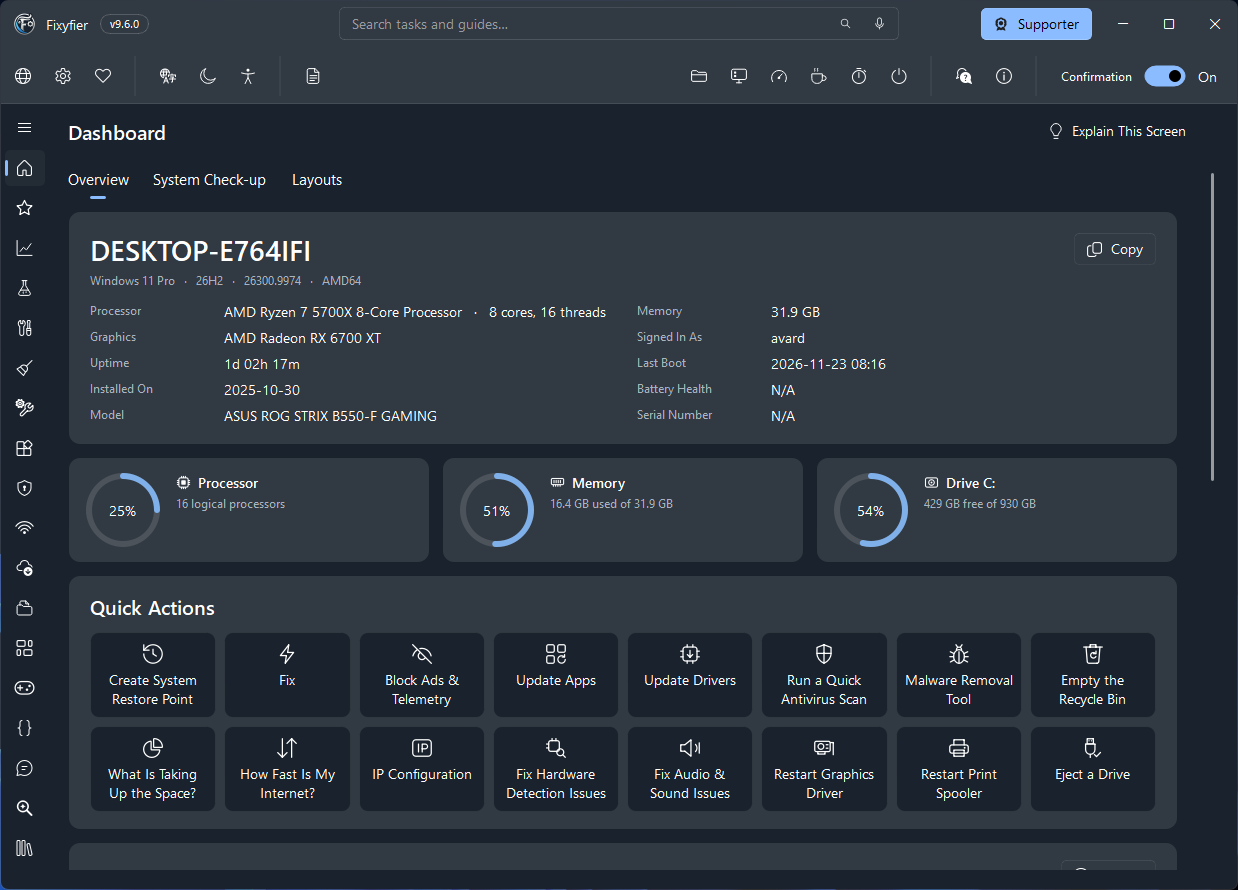 Fixyfier v9.6.0
Search tasks and guides...
Supporter
Confirmation On
Dashboard
Explain This Screen
Overview System Check-up Layouts
DESKTOP-E764IFI
Copy
Windows 11 Pro · 26H2 · 26300.9974 · AMD64
Processor AMD Ryzen 7 5700X 8-Core Processor · 8 cores, 16 threads
Memory 31.9 GB
Graphics AMD Radeon RX 6700 XT
Signed In As avard
Uptime 1d 02h 17m
Last Boot 2026-11-23 08:16
Installed On 2025-10-30
Battery Health N/A
Model ASUS ROG STRIX B550-F GAMING
Serial Number N/A
25%
Processor
16 logical processors
51%
Memory
16.4 GB used of 31.9 GB
54%
Drive C:
429 GB free of 930 GB
Quick Actions
Create System
Restore Point
Fix
Block Ads &
Telemetry
Update Apps
Update Drivers
Run a Quick
Antivirus Scan
Malware Removal
Tool
Empty the
Recycle Bin
What Is Taking
Up the Space?
How Fast Is My
Internet?
IP
IP Configuration
Fix Hardware
Detection Issues
Fix Audio &
Sound Issues
Restart Graphics
Driver
Restart Print
Spooler
Eject a Drive